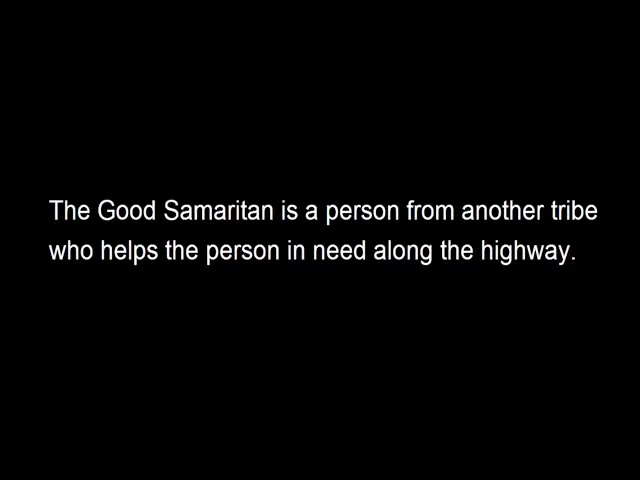 The Good Samaritan is a person from another tribe
who helps the person in need along the highway.